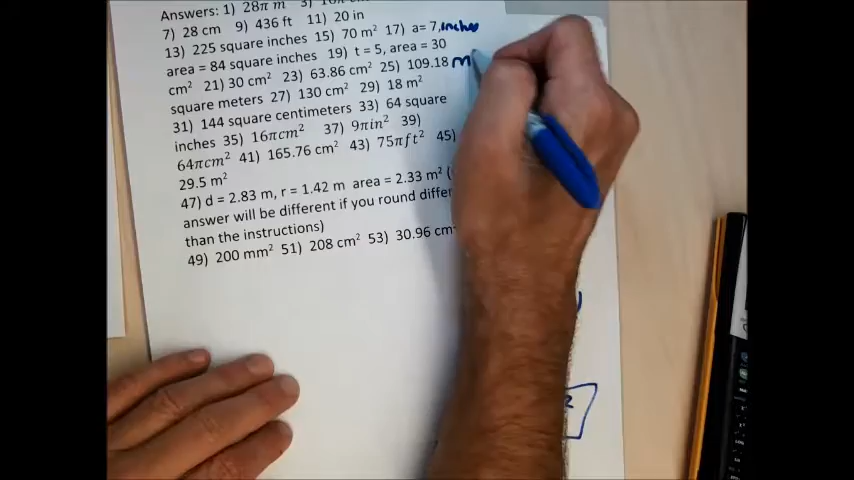 Answers: 1) 28π m 3)
7) 28 cm 9) 436 ft 11) 20 in
13) 225 square inches 15) 70 m² 17) a= 7, inches
area = 84 square inches 19) t = 5, area = 30
cm² 21) 30 cm² 23) 63.86 cm² 25) 109.18 m
square meters 27) 130 cm² 29) 18 m²
31) 144 square centimeters 33) 64 square
inches 35) 16πcm² 37) 9πin² 39)
64πcm² 41) 165.76 cm² 43) 75πft² 45)
29.5 m²
47) d = 2.83 m, r = 1.42 m area = 2.33 m² (
answer will be different if you round
than the instructions)
49) 200 mm² 51) 208 cm² 53) 30.96 cm
2